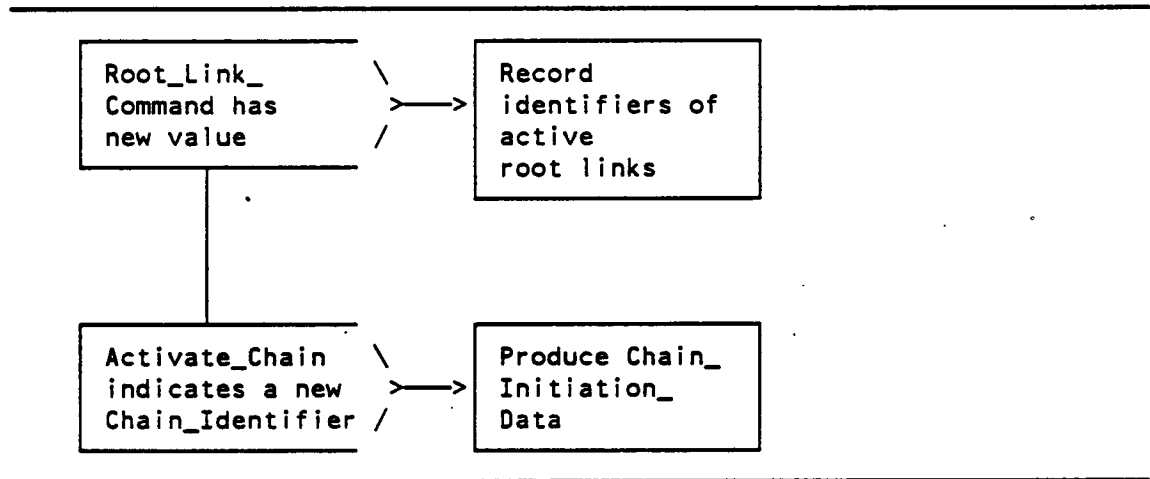 Root_Link_
Command has
new value
Record
identifiers of
active
root links
Activate_Chain
indicates a new
Chain_Identifier
Produce Chain_
Initiation_
Data